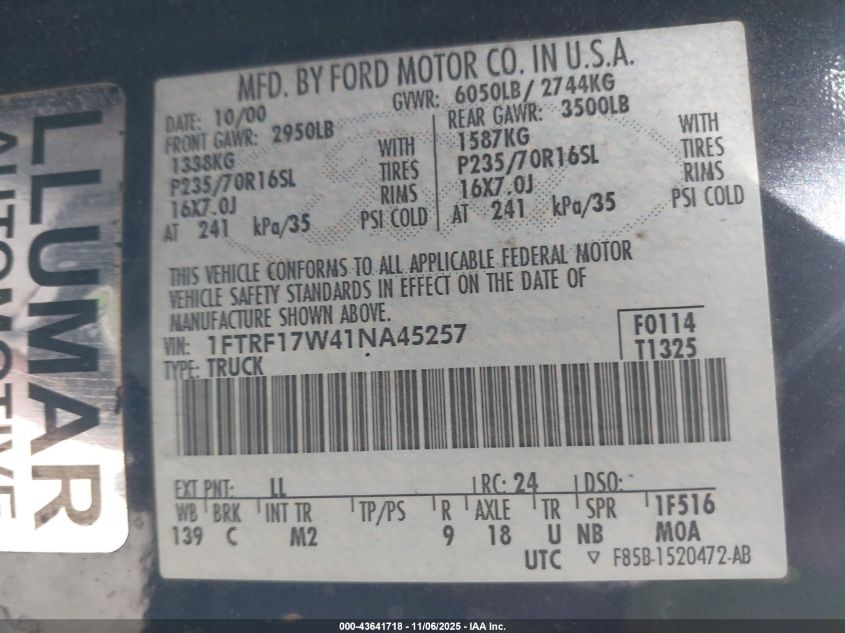 LLUMAR
AUTOMOTIVE
MFD. BY FORD MOTOR CO. IN U.S.A.
DATE: 10/00 GVWR: 6050LB/ 2744KG
FRONT GAWR: 2950LB REAR GAWR: 3500LB
1338KG WITH 1587KG WITH
P235/70R16SL TIRES P235/70R16SL TIRES
16X7.0J RIMS 16X7.0J RIMS
AT 241 kPa/35 PSI COLD AT 241 kPa/35 PSI COLD
THIS VEHICLE CONFORMS TO ALL APPLICABLE FEDERAL MOTOR
VEHICLE SAFETY STANDARDS IN EFFECT ON THE DATE OF
MANUFACTURE SHOWN ABOVE.
VIN: 1FTRF17W41NA45257 F0114
TYPE: TRUCK T1325
EXT PNT: LL RC: 24 DSO:
WB BRK INT TR TP/PS R AXLE TR SPR 1F516
139 C M2 9 18 U NB MOA
UTC ▽ F85B-1520472-AB
000-43641718 - 11/06/2025 - www.iaai.com